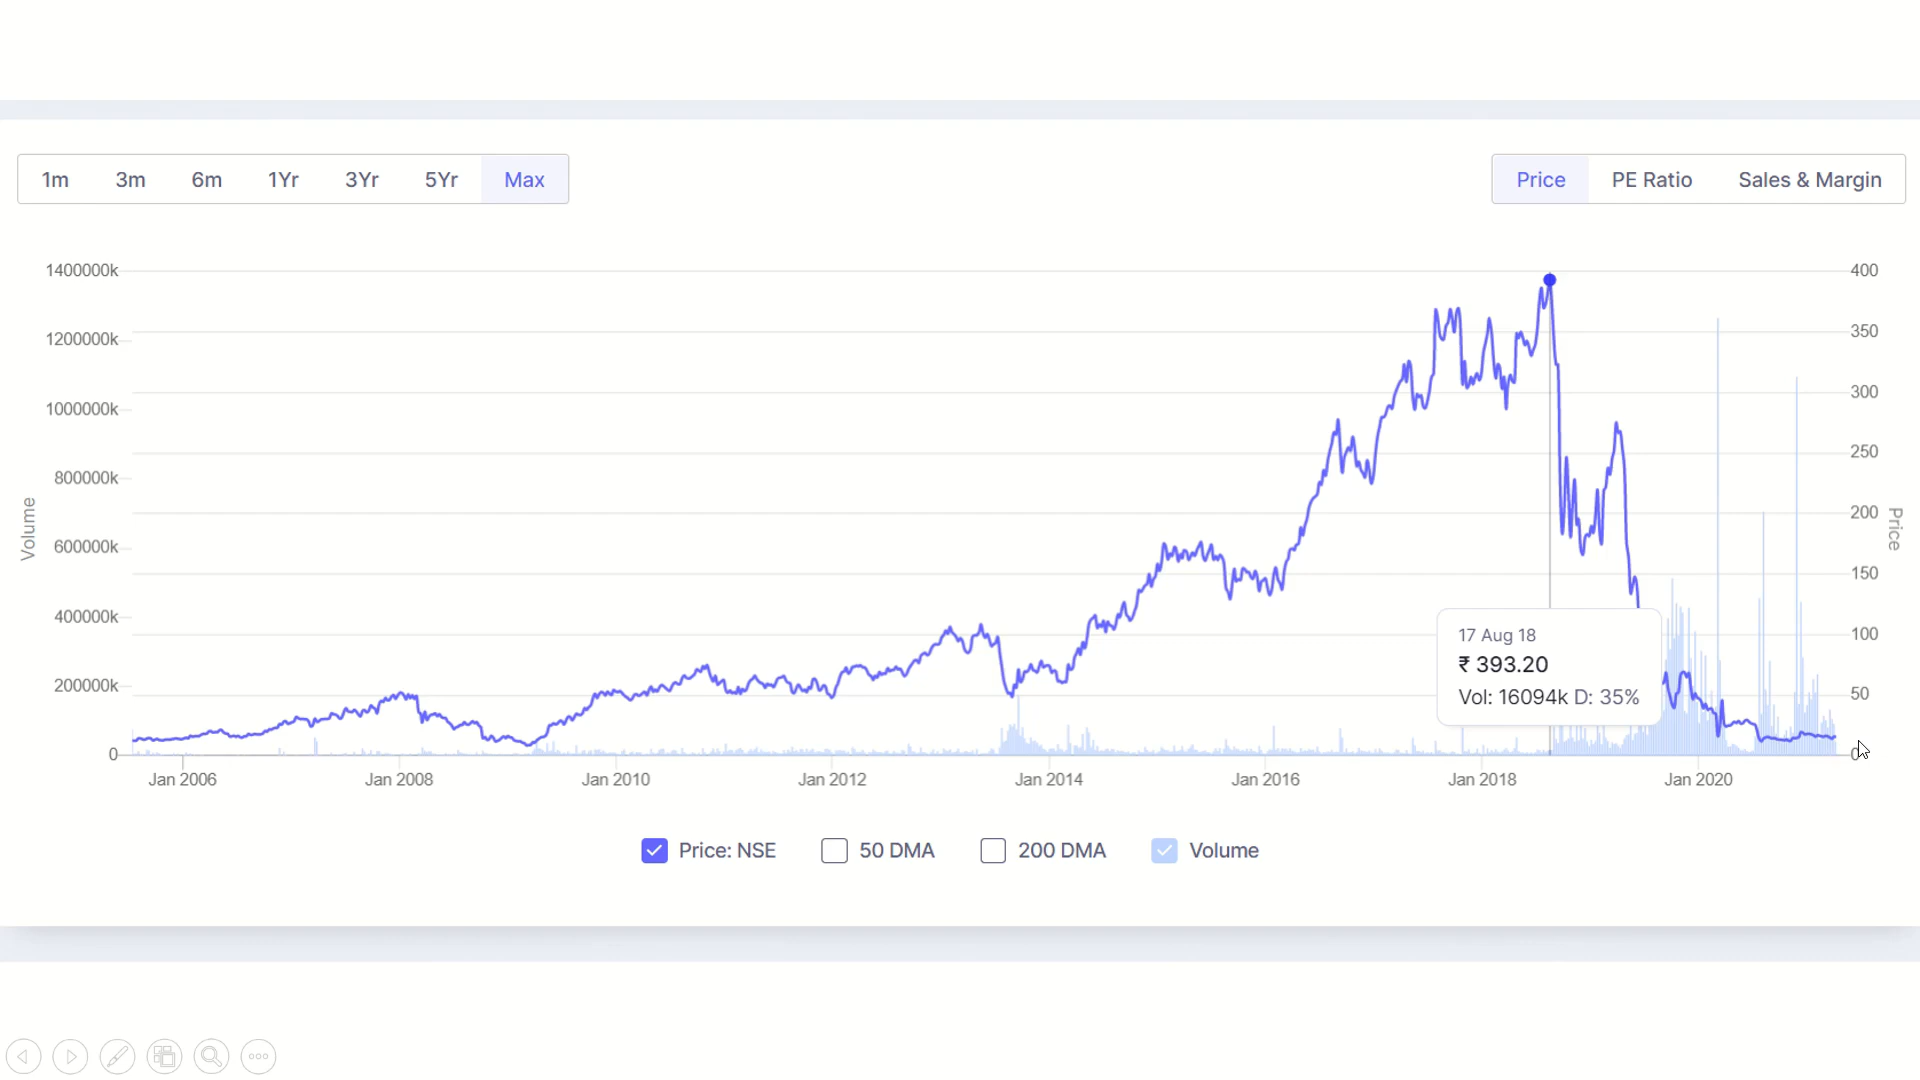 1m 3m 6m 1Yr 3Yr 5Yr Max
Price PE Ratio Sales & Margin
1400000k
1200000k
1000000k
800000k
600000k
400000k
200000k
0
Volume
400
350
300
250
200
150
100
50
0
Price
17 Aug 18
₹ 393.20
Vol: 16094k D: 35%
Jan 2006 Jan 2008 Jan 2010 Jan 2012 Jan 2014 Jan 2016 Jan 2018 Jan 2020
Price: NSE 50 DMA 200 DMA Volume